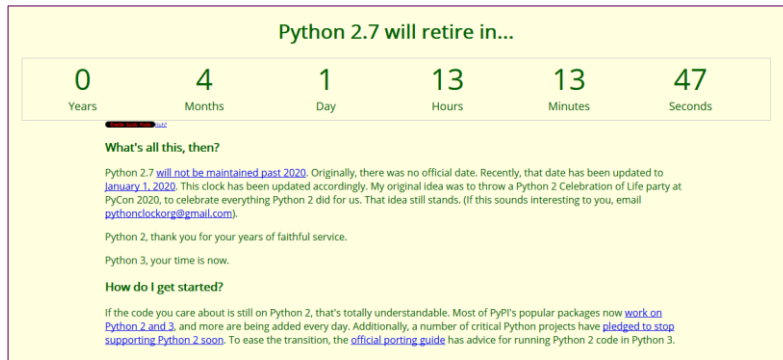 Python 2.7 will retire in...
0 4 1 13 13 47
Years Months Day Hours Minutes Seconds
What's all this, then?
Python 2.7 will not be maintained past 2020. Originally, there was no official date. Recently, that date has been updated to
January 1, 2020. This clock has been updated accordingly. My original idea was to throw a Python 2 Celebration of Life party at
PyCon 2020, to celebrate everything Python 2 did for us. That idea still stands. (If this sounds interesting to you, email
pythonclockorg@gmail.com).
Python 2, thank you for your years of faithful service.
Python 3, your time is now.
How do I get started?
If the code you care about is still on Python 2, that's totally understandable. Most of PyPI's popular packages now work on
Python 2 and 3, and more are being added every day. Additionally, a number of critical Python projects have pledged to stop
supporting Python 2 soon. To ease the transition, the official porting guide has advice for running Python 2 code in Python 3.